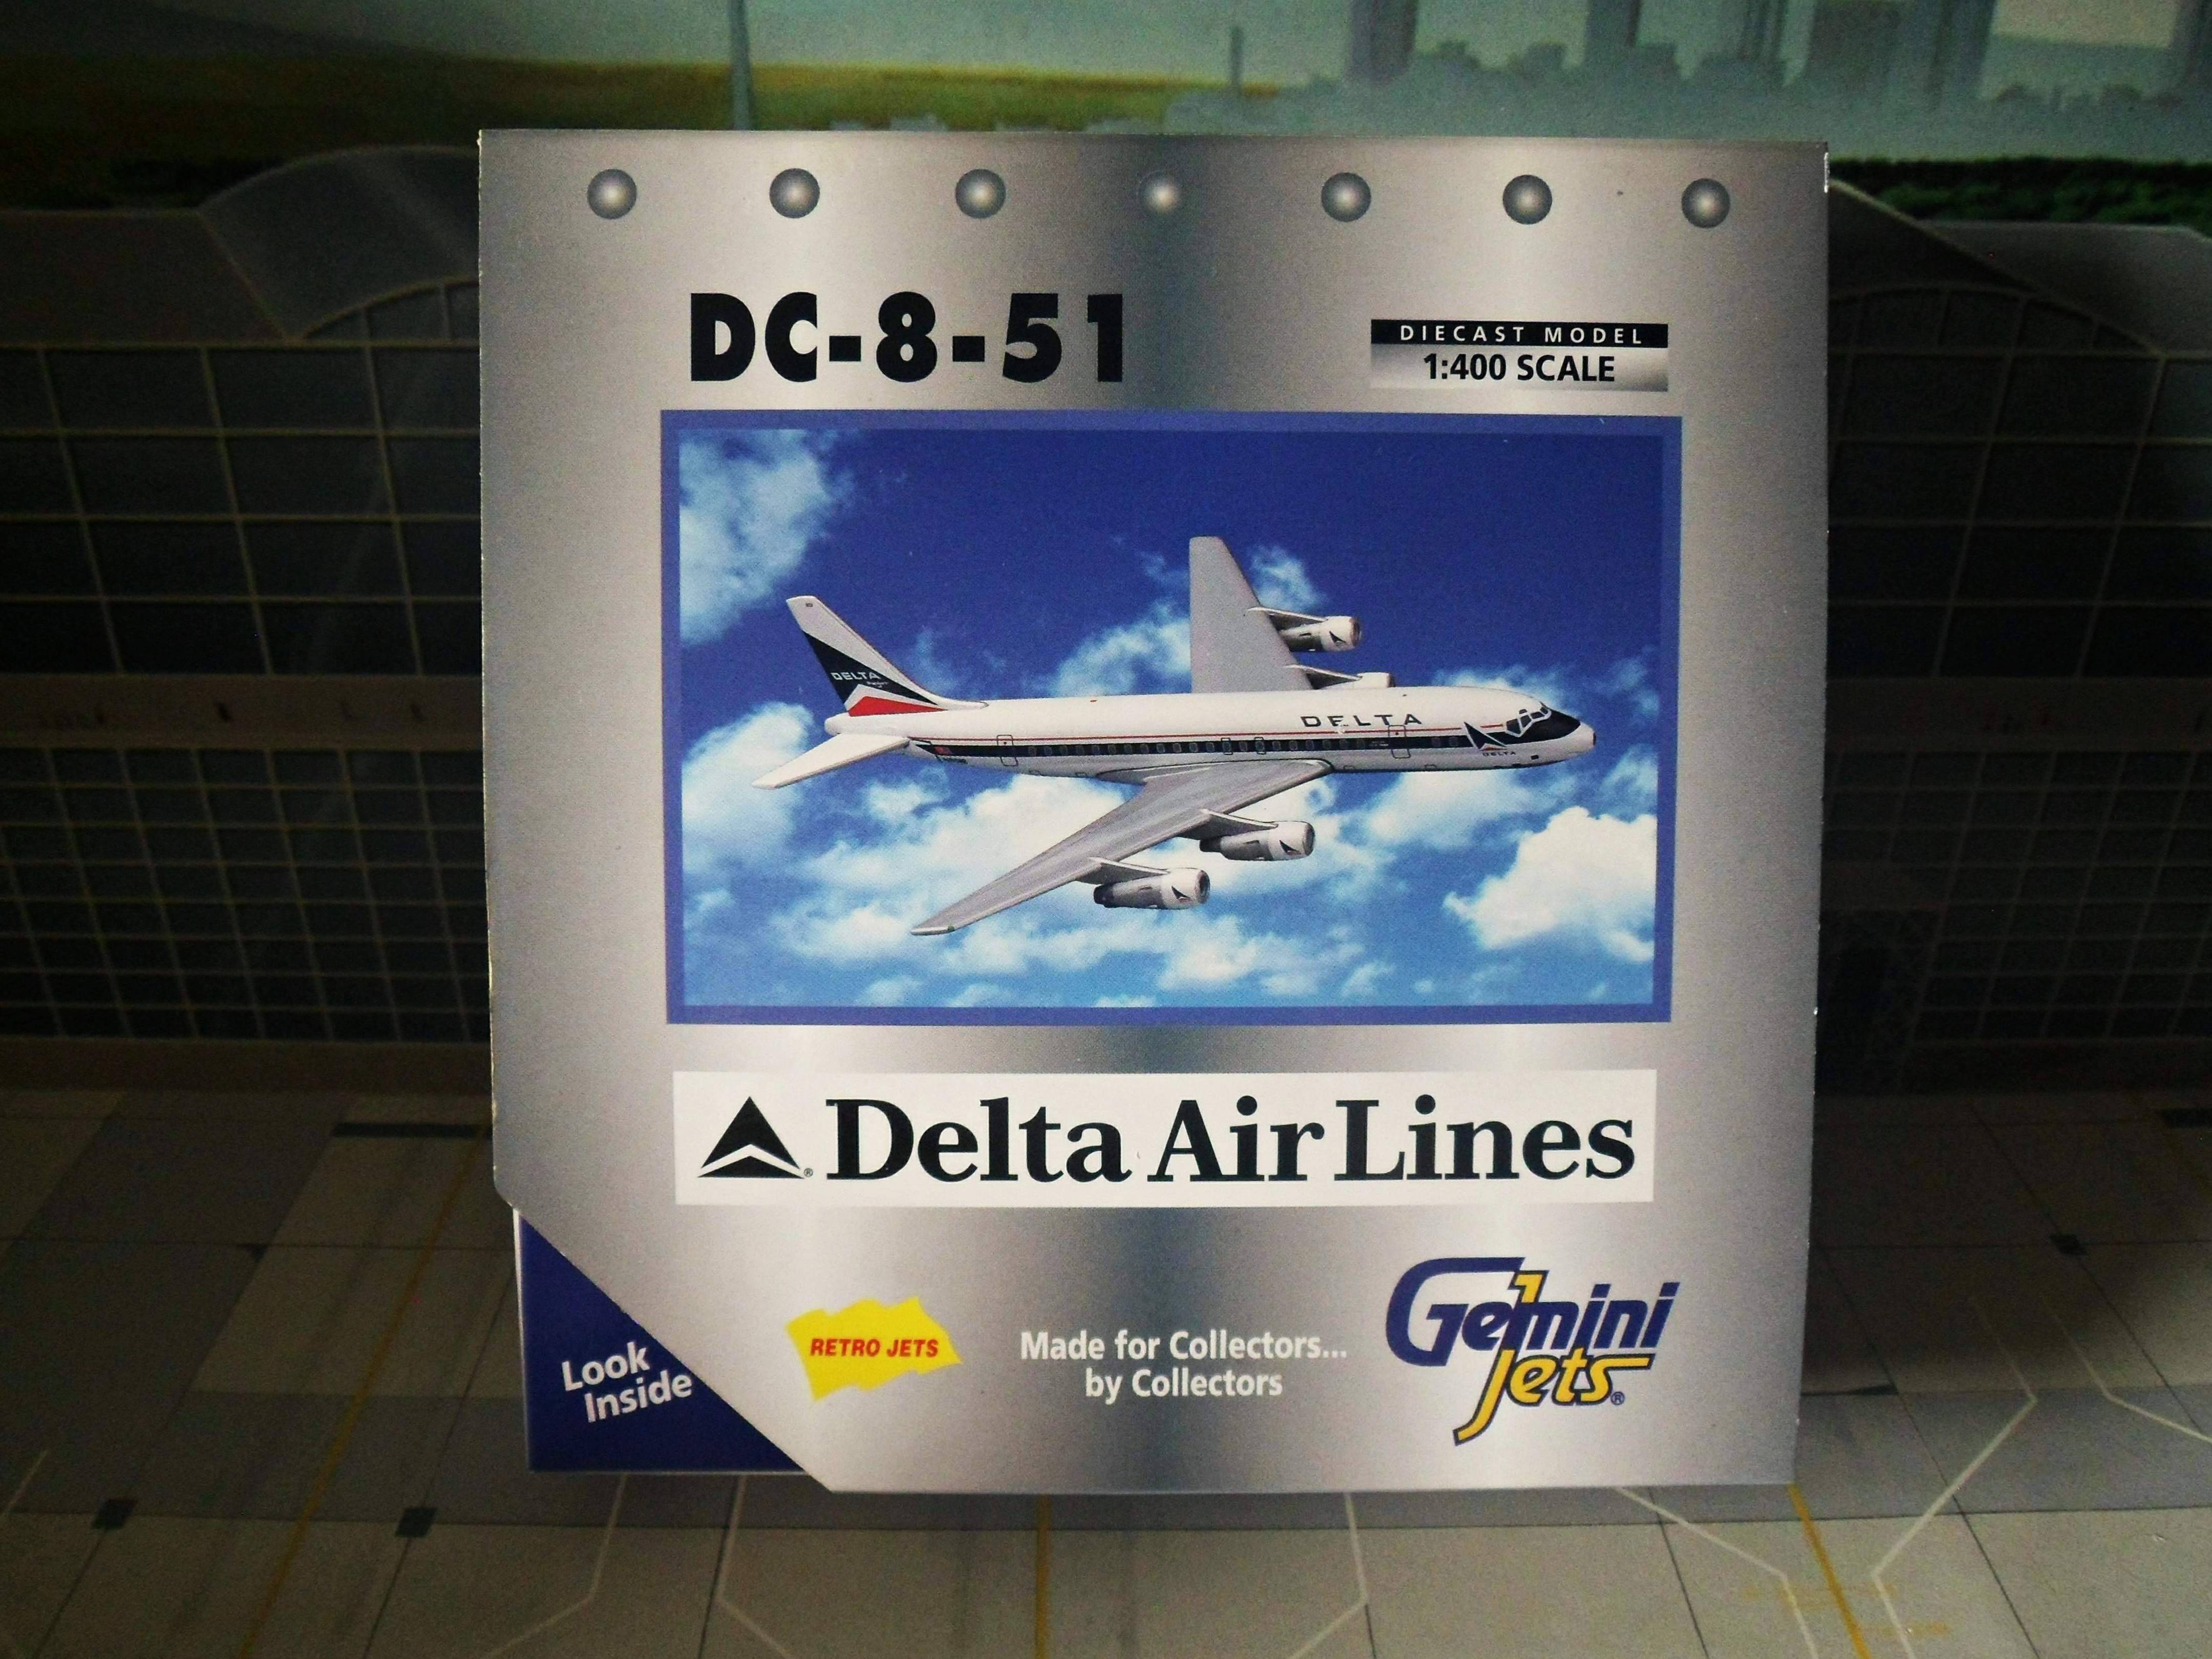 DC-8-51
DIECAST MODEL
1:400 SCALE
DELTA
DELTA
DELTA
Delta Air Lines
®
Look
Inside
RETRO JETS
Made for Collectors...
by Collectors
Gemini
Jets®